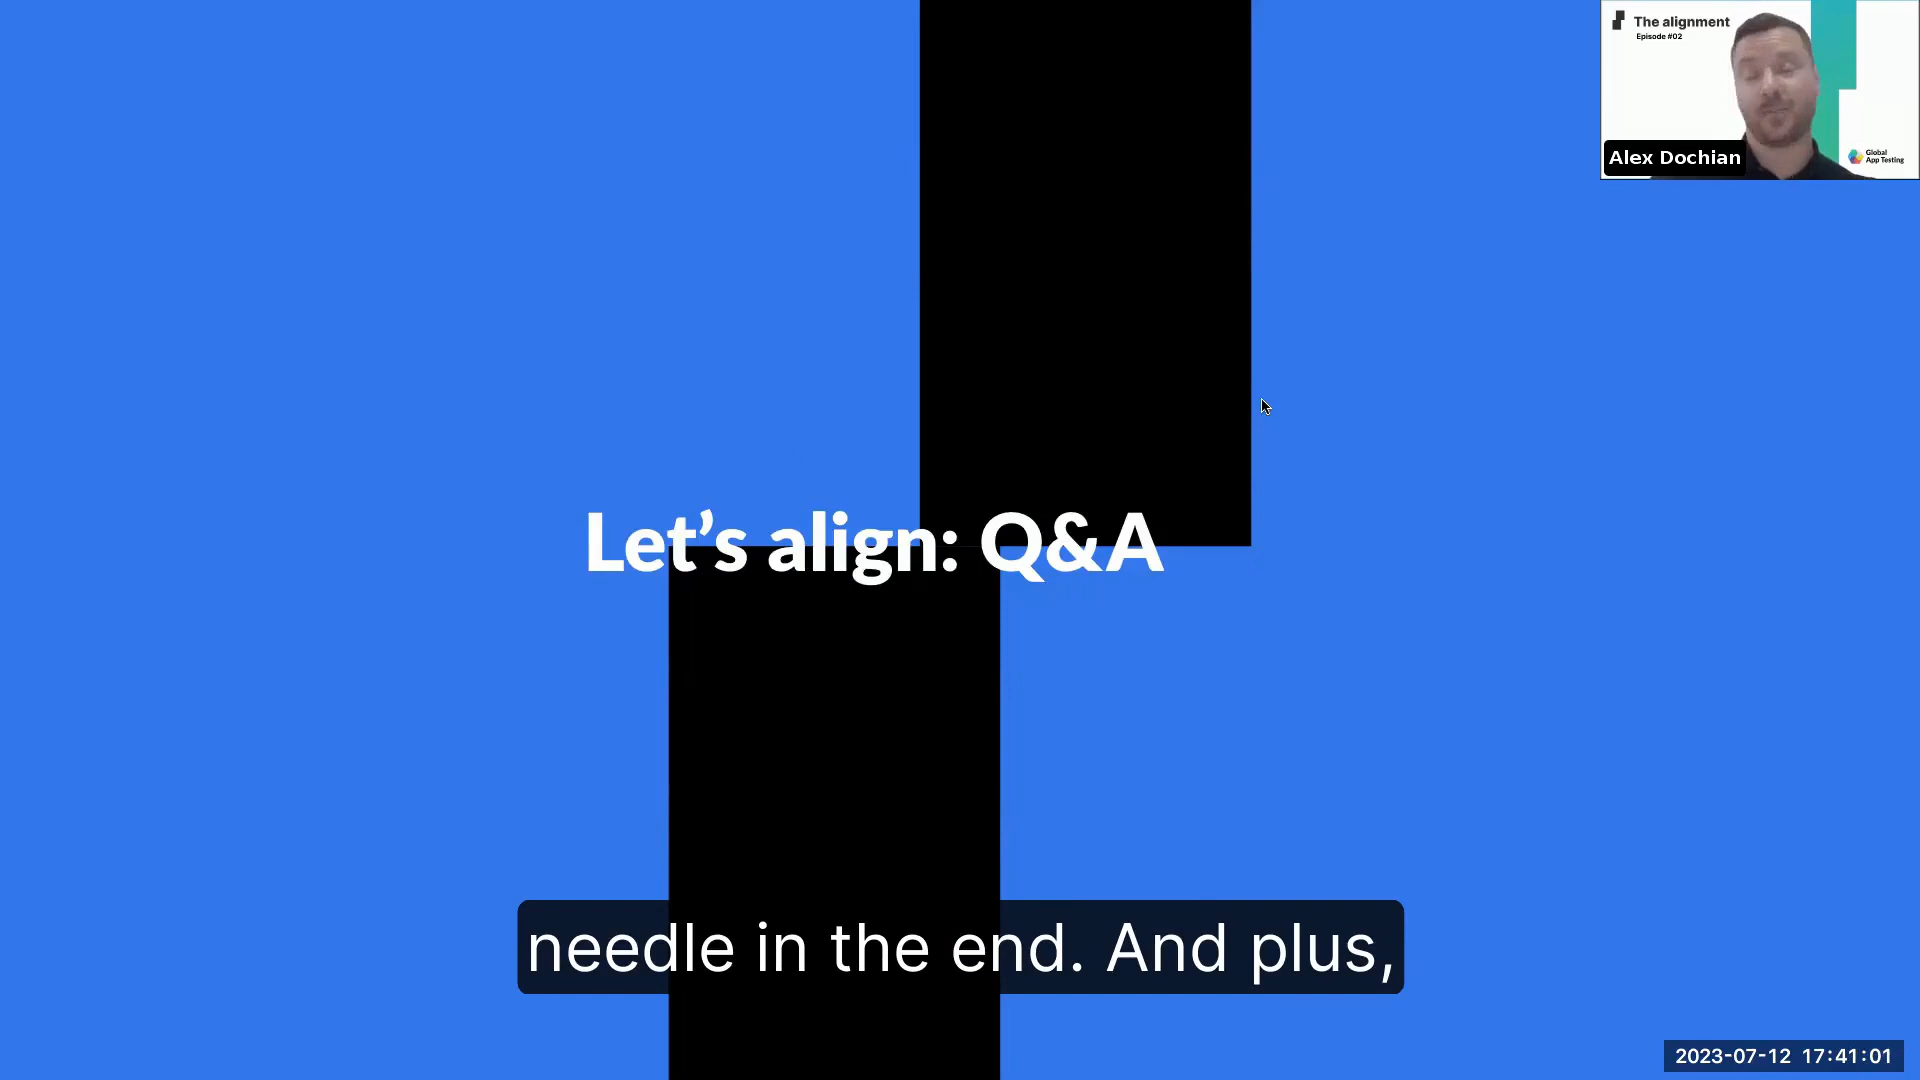 The alignment
Episode #02
Alex Dochian
Global
App Testing
Let’s align: Q&A
needle in the end. And plus,
2023-07-12 17:41:01